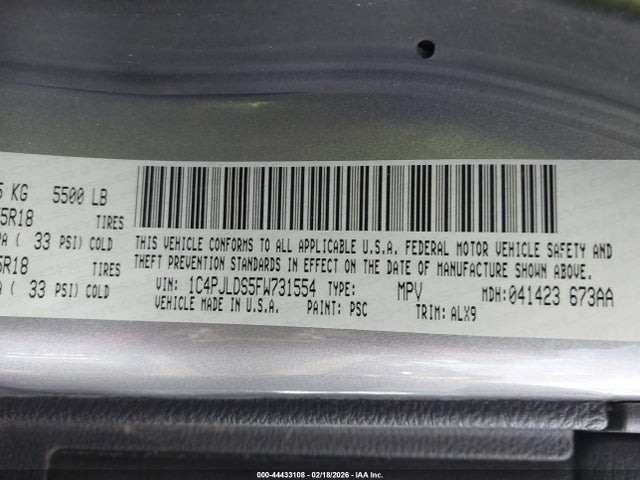 5 KG 5500 LB
5R18 TIRES
PA ( 33 PSI) COLD
5R18 TIRES
A ( 33 PSI) COLD
THIS VEHICLE CONFORMS TO ALL APPLICABLE U.S.A. FEDERAL MOTOR VEHICLE SAFETY AND
THEFT PREVENTION STANDARDS IN EFFECT ON THE DATE OF MANUFACTURE SHOWN ABOVE.
VIN: 1C4PJLDS5FW731554 TYPE: MPV MDH:041423 673AA
VEHICLE MADE IN U.S.A. PAINT: PSC TRIM: ALX9
000-44433108 - 02/18/2026 - IAA Inc.